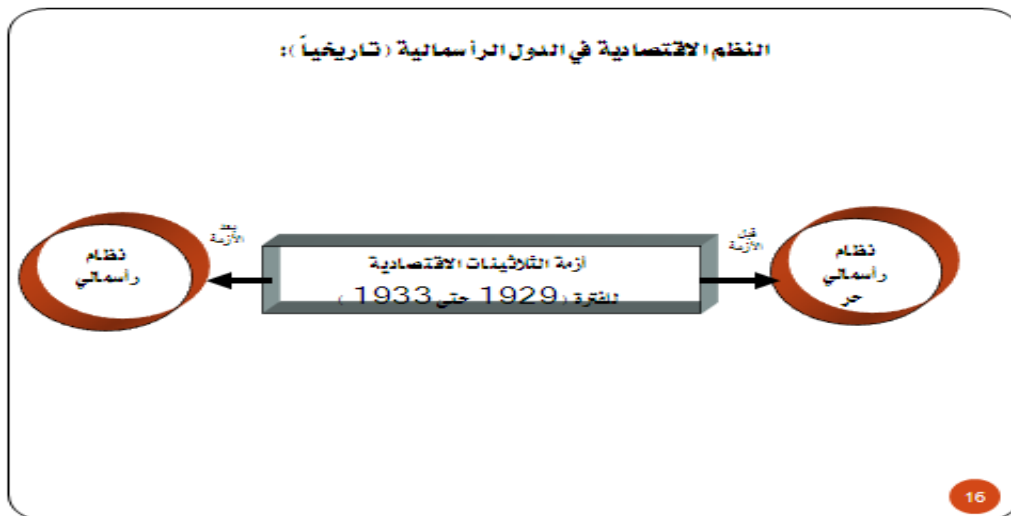 النظم الاقتصادية في الدول الرأسمالية (تاريخياً):
نظام
رأسمالي
حر
قبل
الأزمة
أزمة الثلاثينات الاقتصادية
للفترة (1929 حتى 1933)
بعد
الأزمة
نظام
رأسمالي
16